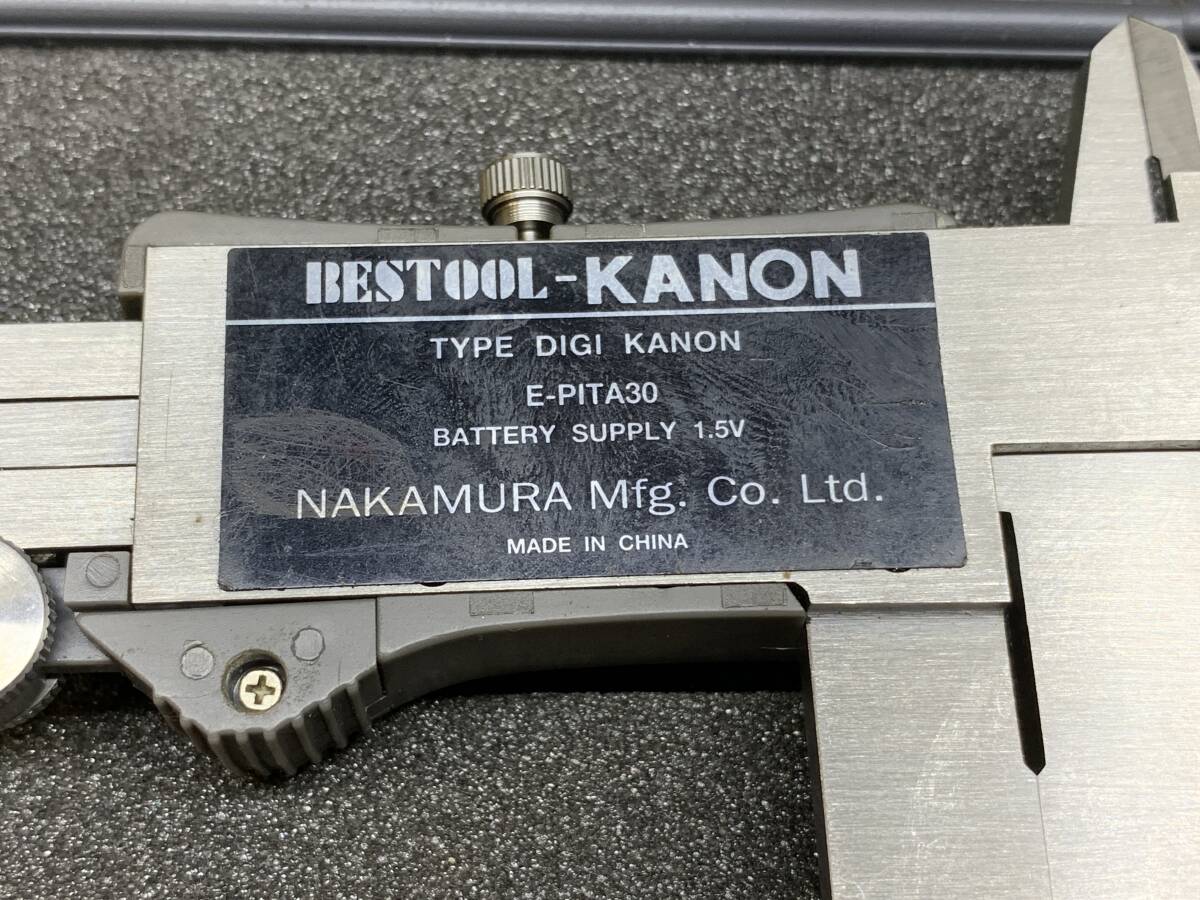 BESTOOL-KANON
TYPE DIGI KANON
E-PITA30
BATTERY SUPPLY 1.5V
NAKAMURA Mfg. Co. Ltd.
MADE IN CHINA